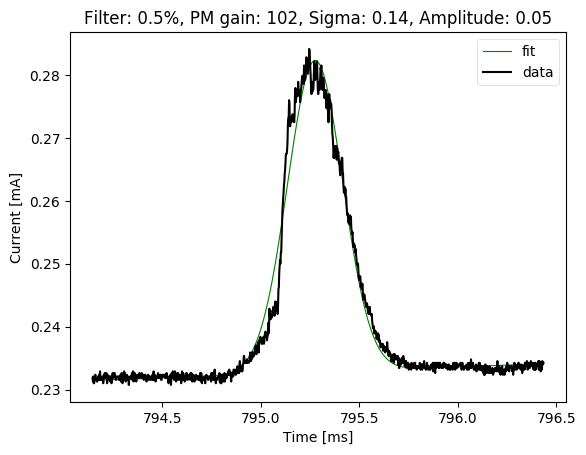 Filter: 0.5%, PM gain: 102, Sigma: 0.14, Amplitude: 0.05
fit
data
0.28
0.27
0.26
0.25
0.24
0.23
Current [mA]
794.5 795.0 795.5 796.0 796.5
Time [ms]